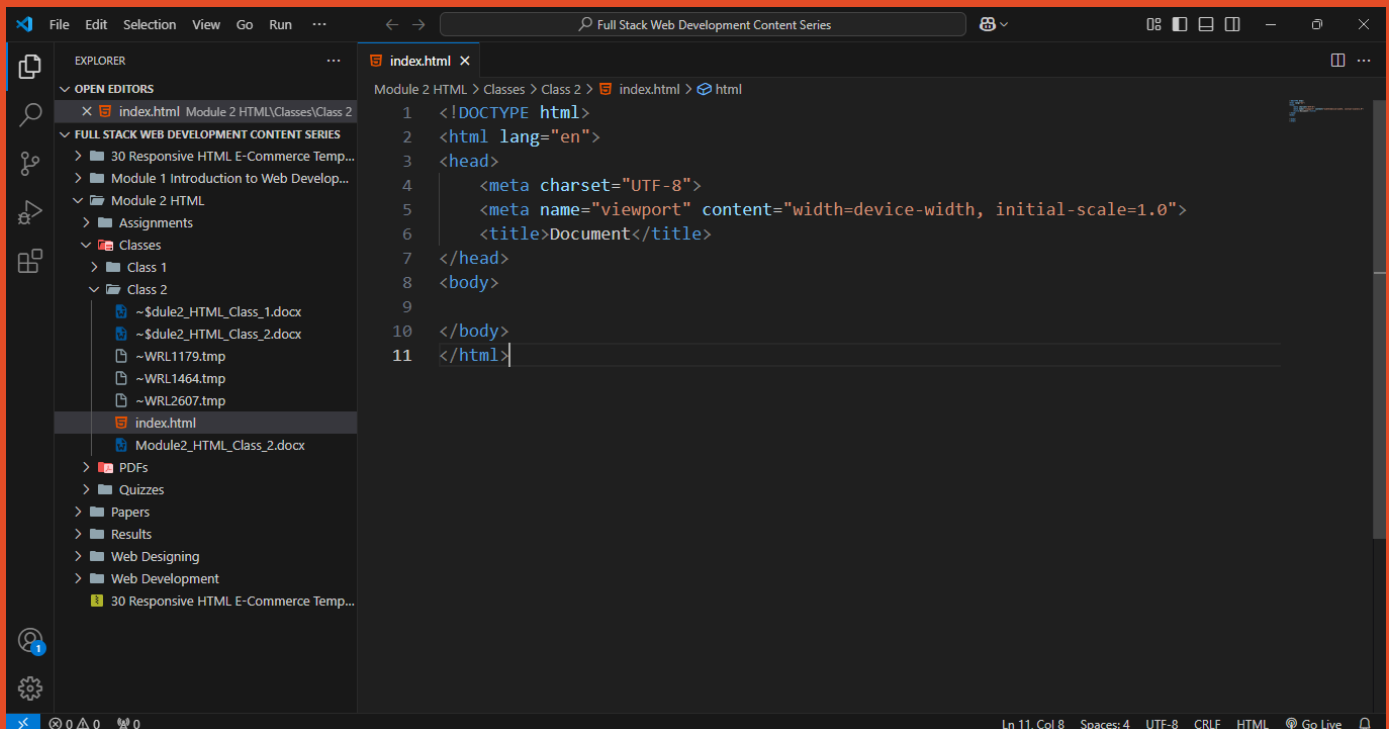 File Edit Selection View Go Run ···
Full Stack Web Development Content Series
EXPLORER ···
OPEN EDITORS
index.html Module 2 HTML\Classes\Class 2
FULL STACK WEB DEVELOPMENT CONTENT SERIES
30 Responsive HTML E-Commerce Temp...
Module 1 Introduction to Web Develop...
Module 2 HTML
Assignments
Classes
Class 1
Class 2
~$dule2_HTML_Class_1.docx
~$dule2_HTML_Class_2.docx
~WRL1179.tmp
~WRL1464.tmp
~WRL2607.tmp
index.html
Module2_HTML_Class_2.docx
PDFs
Quizzes
Papers
Results
Web Designing
Web Development
30 Responsive HTML E-Commerce Temp...
1
index.html
Module 2 HTML > Classes > Class 2 > index.html > html
1 <!DOCTYPE html>
2 <html lang="en">
3 <head>
4     <meta charset="UTF-8">
5     <meta name="viewport" content="width=device-width, initial-scale=1.0">
6     <title>Document</title>
7 </head>
8 <body>
9
10 </body>
11 </html>
0 0 0
Ln 11, Col 8 Spaces: 4 UTF-8 CRLF HTML Go Live